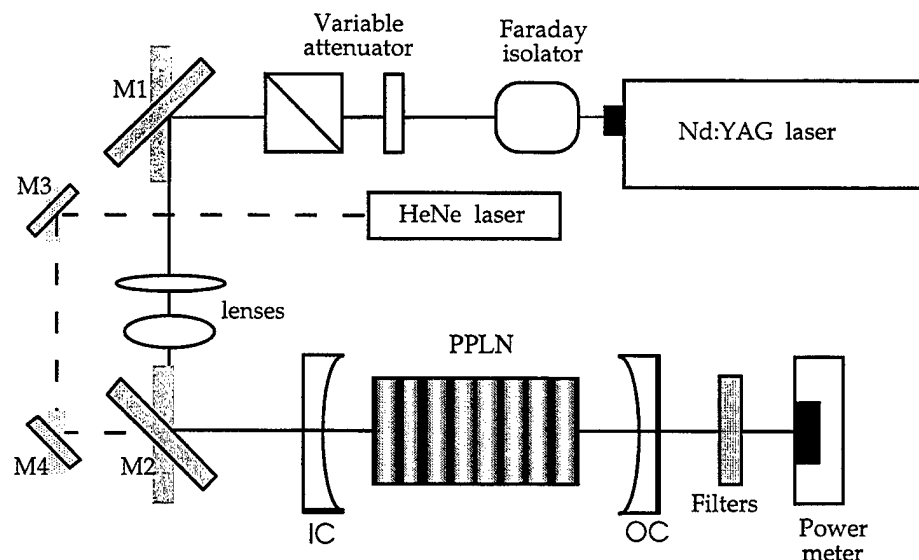 Variable
attenuator
Faraday
isolator
M1
Nd:YAG laser
M3
HeNe laser
lenses
PPLN
M4
M2
IC
OC
Filters
Power
meter